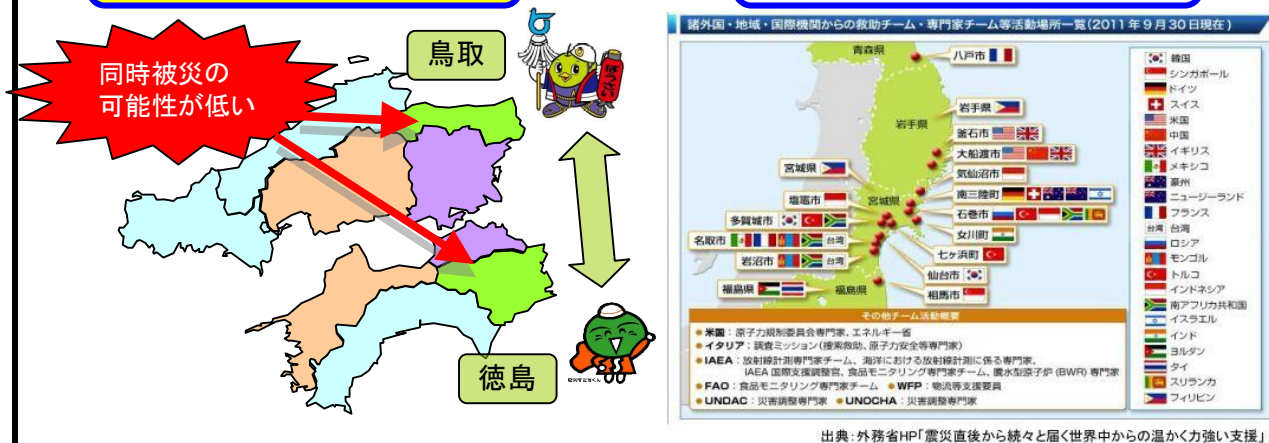 同時被災の
可能性が低い
鳥取
ぼうさい
徳島
諸外国・地域・国際機関からの救助チーム・専門家チーム等活動場所一覧(2011年9月30日現在)
青森県
八戸市
岩手県
岩手県
釜石市
大船渡市
宮城県
気仙沼市
塩竈市
宮城県
南三陸町
多賀城市
石巻市
名取市 台湾
女川町
岩沼市 台湾
七ヶ浜町
仙台市
福島県
福島県
相馬市
韓国
シンガポール
ドイツ
スイス
米国
中国
イギリス
メキシコ
豪州
ニュージーランド
フランス
台湾 台湾
ロシア
モンゴル
トルコ
インドネシア
南アフリカ共和国
イスラエル
インド
ヨルダン
タイ
スリランカ
フィリピン
その他チーム活動概要
●米国:原子力規制委員会専門家、エネルギー省
●イタリア:調査ミッション(捜索救助、原子力安全等専門家)
●IAEA:放射線計測専門家チーム、海洋における放射線計測に係る専門家、
IAEA 国際支援調整官、食品モニタリング専門家チーム、沸騰水型原子炉(BWR)専門家
●FAO:食品モニタリング専門家チーム ●WFP:物流等支援要員
●UNDAC:災害調整専門家 ●UNOCHA:災害調整専門家
出典:外務省HP「震災直後から続々と届く世界中からの温かく力強い支援」